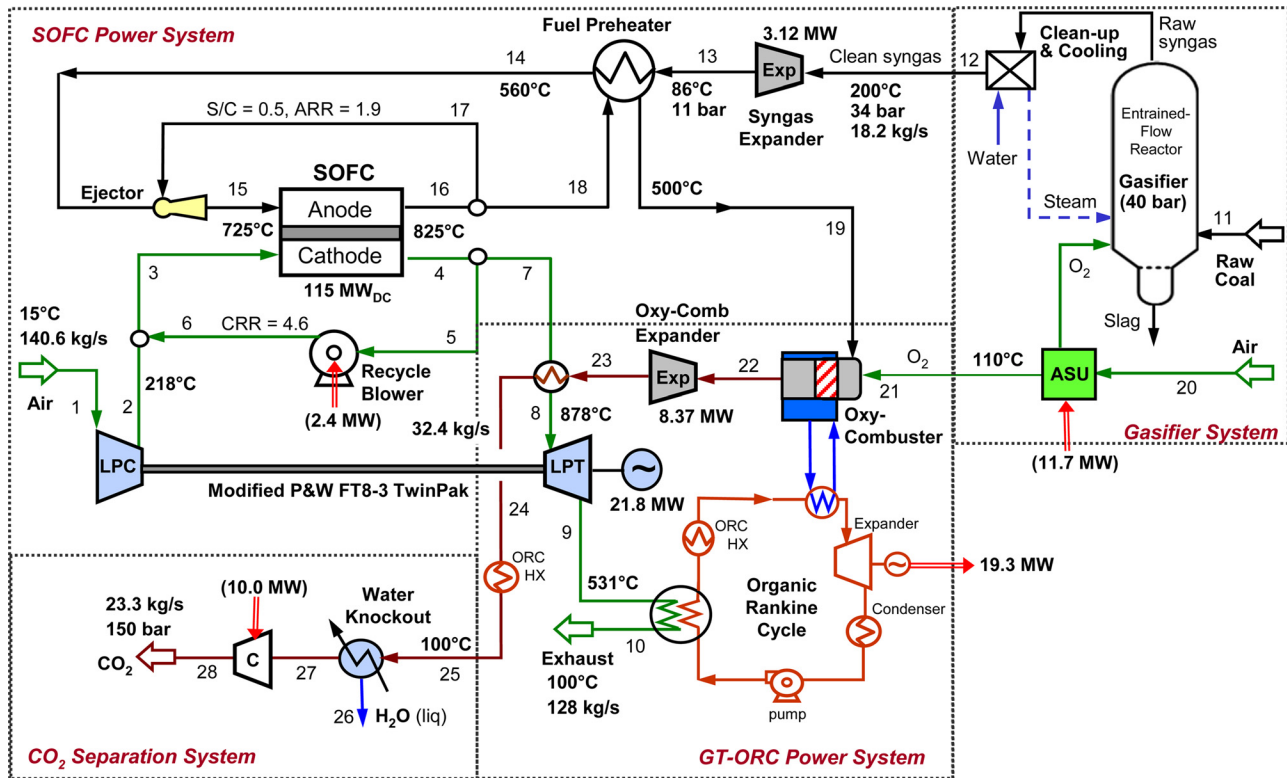 SOFC Power System
Fuel Preheater
3.12 MW
Clean syngas
12
Clean-up
& Cooling
Raw
syngas
14
560°C
13
86°C
11 bar
Exp
Syngas
Expander
200°C
34 bar
18.2 kg/s
Water
Steam
Entrained-
Flow
Reactor
Gasifier
(40 bar)
11
Raw
Coal
O2
Slag
S/C = 0.5, ARR = 1.9
17
SOFC
Ejector
15
Anode
16
18
500°C
19
725°C
825°C
Cathode
3
4
7
115 MWDC
15°C
140.6 kg/s
6
CRR = 4.6
5
Recycle
Blower
(2.4 MW)
218°C
Air
1
2
LPC
Oxy-Comb
Expander
23
Exp
22
8.37 MW
O2
21
110°C
ASU
Air
20
Oxy-
Combuster
Gasifier System
(11.7 MW)
32.4 kg/s
8
878°C
LPT
21.8 MW
Modified P&W FT8-3 TwinPak
24
9
ORC
HX
ORC
HX
Expander
19.3 MW
531°C
Organic
Rankine
Cycle
Condenser
10
Exhaust
100°C
128 kg/s
pump
(10.0 MW)
23.3 kg/s
150 bar
Water
Knockout
100°C
CO2
28
C
27
25
26
H2O (liq)
CO2 Separation System
GT-ORC Power System